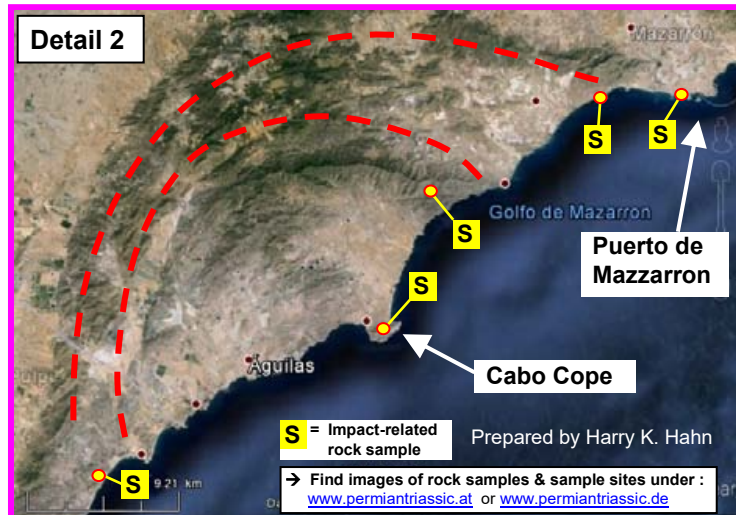 Detail 2
Mazarrón
S
S
S
Golfo de Mazarron
Puerto de
Mazzarron
S
Cabo Cope
Águilas
S = Impact-related
rock sample
Prepared by Harry K. Hahn
S
9.21 km
→ Find images of rock samples & sample sites under :
www.permiantriassic.at or www.permiantriassic.de